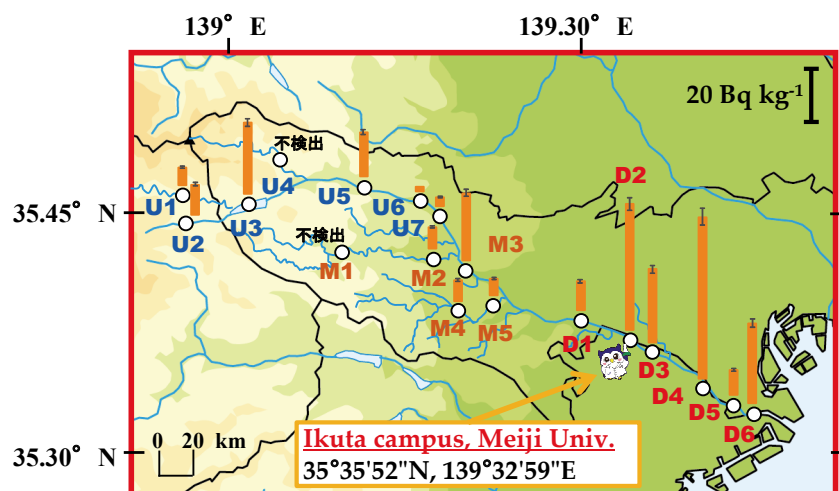 139° E
139.30° E
20 Bq kg-1
不検出
D2
U4
U1
U5
U6
35.45° N
U3
U7
U2
不検出
M3
M1
M2
M4
M5
D1
D3
D4
D5
D6
0 20 km
Ikuta campus, Meiji Univ.
35°35'52"N, 139°32'59"E
35.30° N